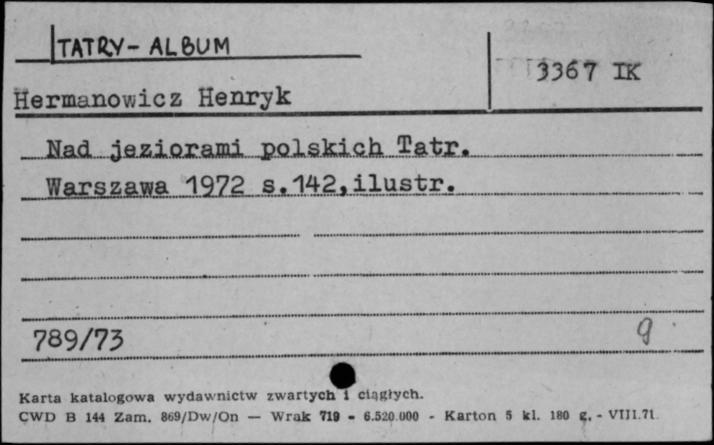 TATRY - ALBUM
3367 IK
Hermanowicz Henryk
Nad jeziorami polskich Tatr.
Warszawa 1972 s.142,ilustr.
789/73
g
Karta katalogowa wydawnictw zwartych i ciągłych.
CWD B 144 Zam. 869/Dw/On — Wrak 719 - 6.520.000 - Karton 5 kl. 180 g. - VIII.71.